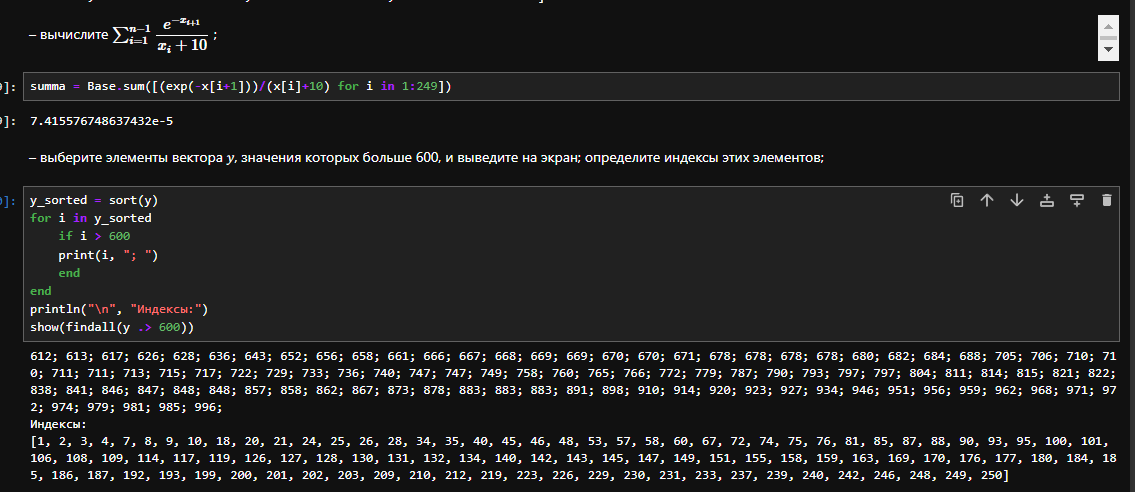 – вычислите ∑_{i=1}^{n−1} e^{−x_{i+1}} / (x_i + 10) ;
]: summa = Base.sum([(exp(-x[i+1]))/(x[i]+10) for i in 1:249])
]: 7.415576748637432e-5
– выберите элементы вектора y, значения которых больше 600, и выведите на экран; определите индексы этих элементов;
]: y_sorted = sort(y)
for i in y_sorted
if i > 600
print(i, "; ")
end
end
println("\n", "Индексы:")
show(findall(y .> 600))
612; 613; 617; 626; 628; 636; 643; 652; 656; 658; 661; 666; 667; 668; 669; 669; 670; 670; 671; 678; 678; 678; 678; 680; 682; 684; 688; 705; 706; 710; 71
0; 711; 711; 713; 715; 717; 722; 729; 733; 736; 740; 747; 747; 749; 758; 760; 765; 766; 772; 779; 787; 790; 793; 797; 797; 804; 811; 814; 815; 821; 822;
838; 841; 846; 847; 848; 848; 857; 858; 862; 867; 873; 878; 883; 883; 883; 891; 898; 910; 914; 920; 923; 927; 934; 946; 951; 956; 959; 962; 968; 971; 97
2; 974; 979; 981; 985; 996;
Индексы:
[1, 2, 3, 4, 7, 8, 9, 10, 18, 20, 21, 24, 25, 26, 28, 34, 35, 40, 45, 46, 48, 53, 57, 58, 60, 67, 72, 74, 75, 76, 81, 85, 87, 88, 90, 93, 95, 100, 101,
106, 108, 109, 114, 117, 119, 126, 127, 128, 130, 131, 132, 134, 140, 142, 143, 145, 147, 149, 151, 155, 158, 159, 163, 169, 170, 176, 177, 180, 184, 18
5, 186, 187, 192, 193, 199, 200, 201, 202, 203, 209, 210, 212, 219, 223, 226, 229, 230, 231, 233, 237, 239, 240, 242, 246, 248, 249, 250]